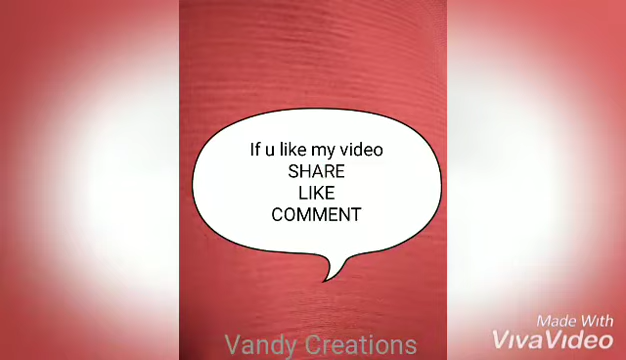 If u like my video
SHARE
LIKE
COMMENT
Vandy Creations
Made With
VivaVideo